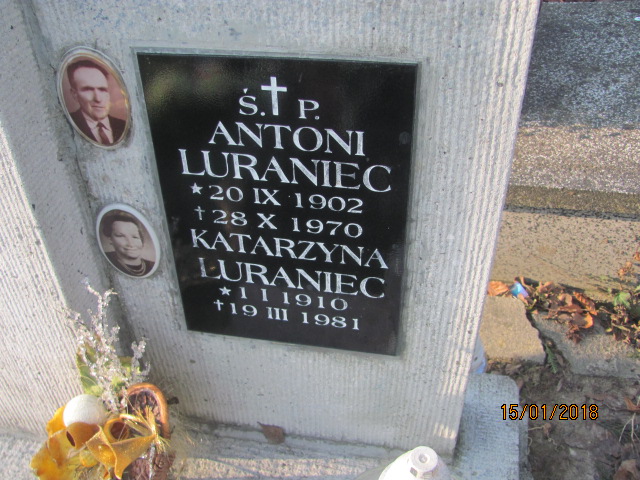 Ś. P.
ANTONI
LURANIEC
★ 20 IX 1902
† 28 X 1970
KATARZYNA
LURANIEC
★ 1 I 1910
† 19 III 1981
15/01/2018